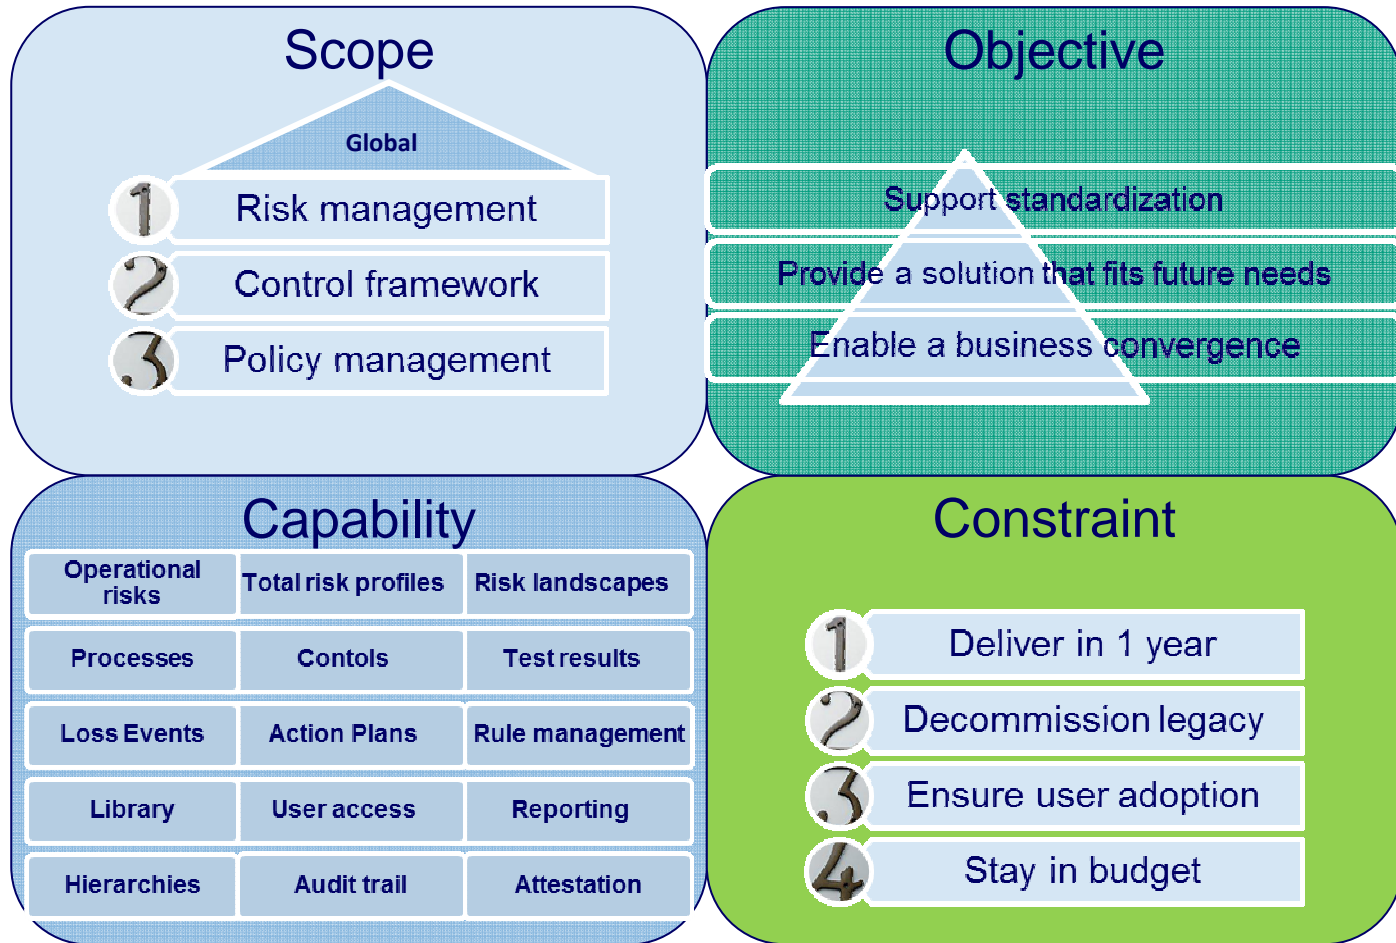 Scope
Global
1 Risk management
2 Control framework
3 Policy management
Objective
Support standardization
Provide a solution that fits future needs
Enable a business convergence
Capability
Operational
risks
Total risk profiles
Risk landscapes
Processes
Contols
Test results
Loss Events
Action Plans
Rule management
Library
User access
Reporting
Hierarchies
Audit trail
Attestation
Constraint
1 Deliver in 1 year
2 Decommission legacy
3 Ensure user adoption
4 Stay in budget